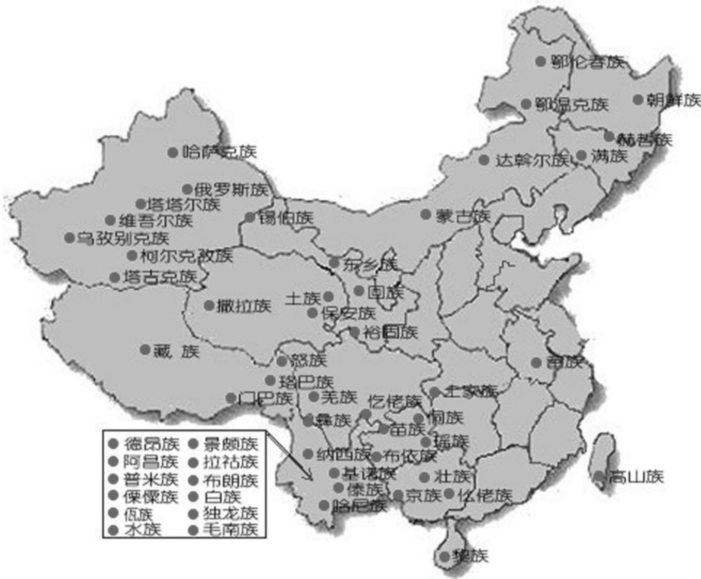 鄂伦春族
朝鲜族
鄂温克族
赫哲族
满族
哈萨克族
达斡尔族
俄罗斯族
塔塔尔族
锡伯族
蒙古族
维吾尔族
乌孜别克族
柯尔克孜族
东乡族
塔吉克族
回族
土族
撒拉族
保安族
裕固族
藏 族
怒族
珞巴族
羌族
土家族
门巴族
仡佬族
彝族
侗族
苗族
瑶族
德昂族 景颇族
纳西族
布依族
阿昌族 拉祜族
基诺族
壮族
高山族
普米族 布朗族
傣族
京族
仫佬族
傈僳族 白族
哈尼族
佤族 独龙族
水族 毛南族
黎族